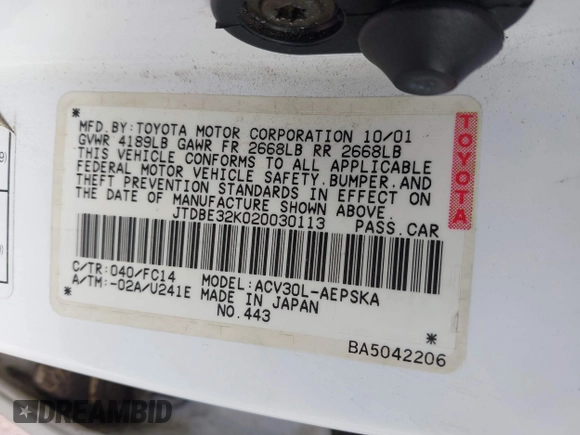 MFD.BY:TOYOTA MOTOR CORPORATION 10/01
GVWR 4189LB GAWR FR 2668LB RR 2668LB
THIS VEHICLE CONFORMS TO ALL APPLICABLE
FEDERAL MOTOR VEHICLE SAFETY,BUMPER,AND
THEFT PREVENTION STANDARDS IN EFFECT ON
THE DATE OF MANUFACTURE SHOWN ABOVE.
JTDBE32K020030113 PASS.CAR
C/TR:040/FC14 MODEL:ACV30L-AEPSKA
A/TM:-02A/U241E MADE IN JAPAN
NO.443
BA5042206
TOYOTA
DREAMBID